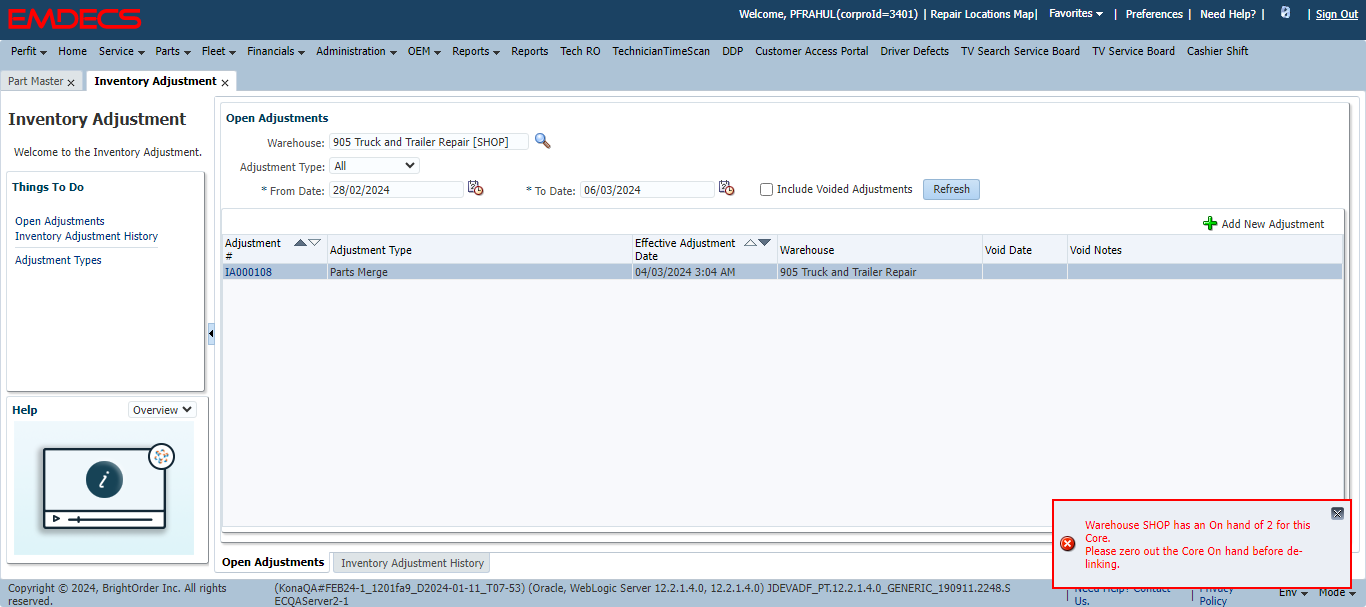 EMDECS
Welcome, PFRAHUL(corproId=3401) | Repair Locations Map| Favorites | Preferences | Need Help? | | Sign Out
Perfit Home Service Parts Fleet Financials Administration OEM Reports Reports Tech RO TechnicianTimeScan DDP Customer Access Portal Driver Defects TV Search Service Board TV Service Board Cashier Shift
Part Master Inventory Adjustment
Inventory Adjustment
Welcome to the Inventory Adjustment.
Things To Do
Open Adjustments
Inventory Adjustment History
Adjustment Types
Help Overview
i
Open Adjustments
Warehouse: 905 Truck and Trailer Repair [SHOP]
Adjustment Type: All
* From Date: 28/02/2024 * To Date: 06/03/2024 Include Voided Adjustments Refresh
Add New Adjustment
Adjustment # Adjustment Type Effective Adjustment Date Warehouse Void Date Void Notes
IA000108 Parts Merge 04/03/2024 3:04 AM 905 Truck and Trailer Repair
Open Adjustments Inventory Adjustment History
Warehouse SHOP has an On hand of 2 for this
Core.
Please zero out the Core On hand before de-
linking.
Copyright © 2024, BrightOrder Inc. All rights
reserved.
(KonaQA#FEB24-1_1201fa9_D2024-01-11_T07-53) (Oracle, WebLogic Server 12.2.1.4.0, 12.2.1.4.0) JDEVADF_PT.12.2.1.4.0_GENERIC_190911.2248.S
ECQAServer2-1
| Need Help? Contact
Us.
| Privacy
Policy
Env Mode